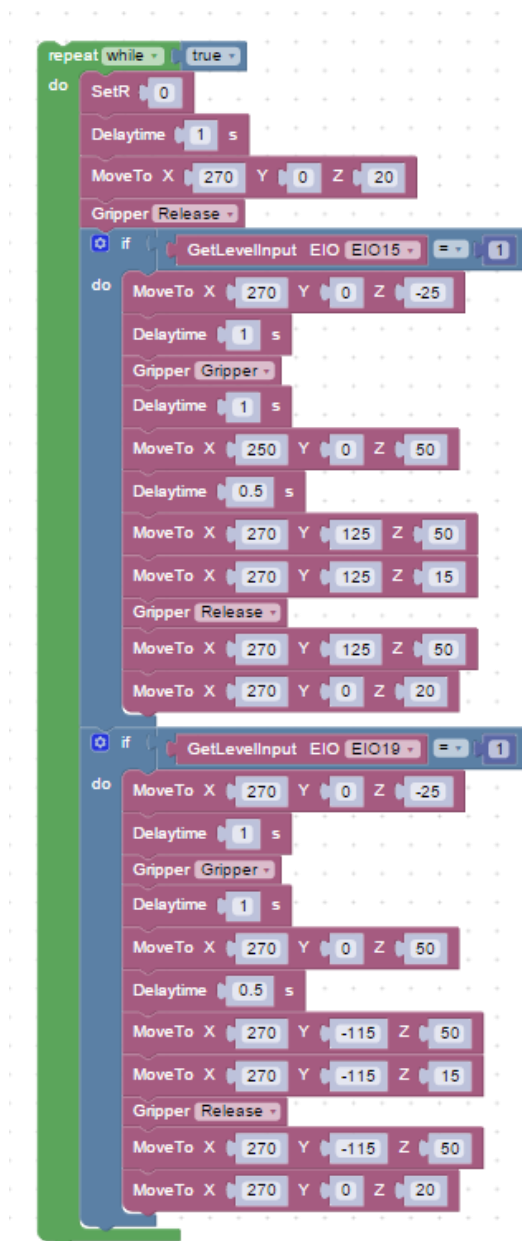 repeat while true
do SetR 0
Delaytime 1 s
MoveTo X 270 Y 0 Z 20
Gripper Release
if GetLevelInput EIO EIO15 = 1
do MoveTo X 270 Y 0 Z -25
Delaytime 1 s
Gripper Gripper
Delaytime 1 s
MoveTo X 250 Y 0 Z 50
Delaytime 0.5 s
MoveTo X 270 Y 125 Z 50
MoveTo X 270 Y 125 Z 15
Gripper Release
MoveTo X 270 Y 125 Z 50
MoveTo X 270 Y 0 Z 20
if GetLevelInput EIO EIO19 = 1
do MoveTo X 270 Y 0 Z -25
Delaytime 1 s
Gripper Gripper
Delaytime 1 s
MoveTo X 270 Y 0 Z 50
Delaytime 0.5 s
MoveTo X 270 Y -115 Z 50
MoveTo X 270 Y -115 Z 15
Gripper Release
MoveTo X 270 Y -115 Z 50
MoveTo X 270 Y 0 Z 20